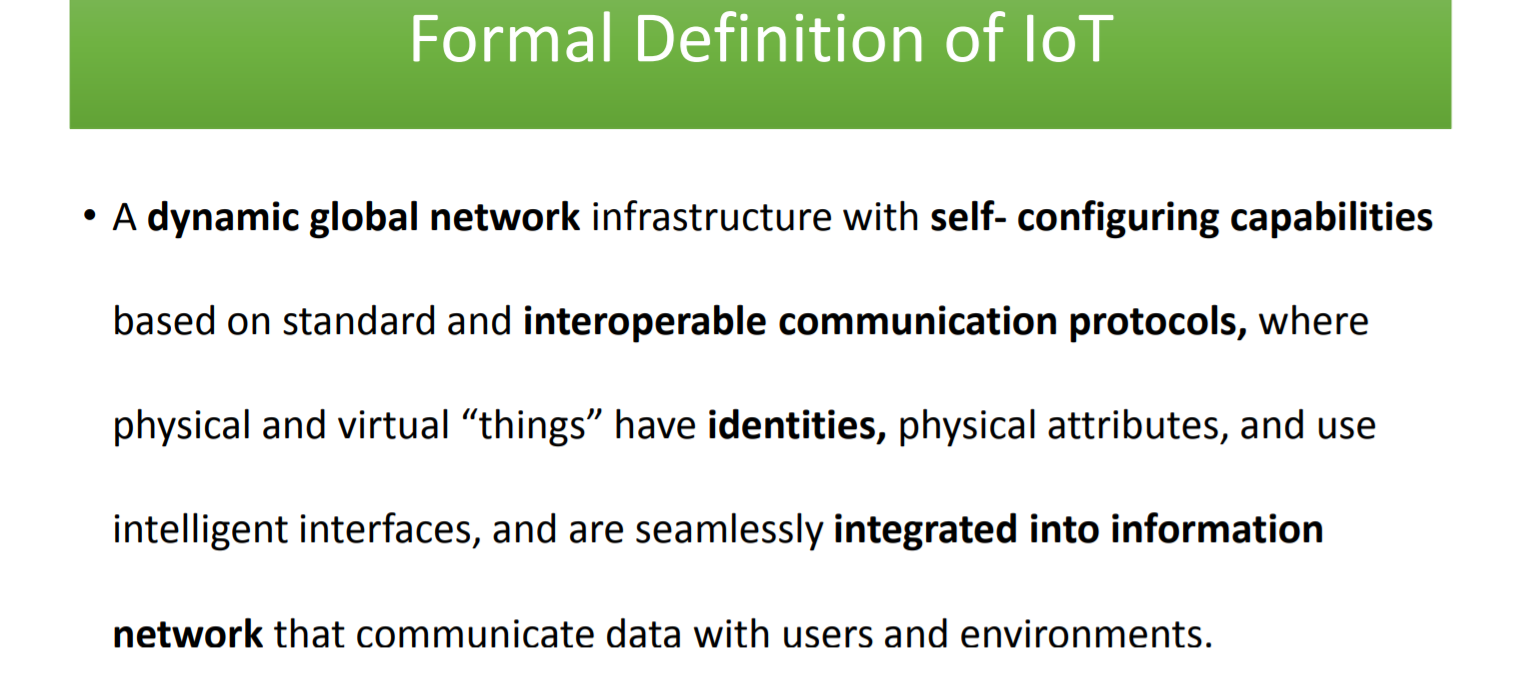 Formal Definition of IoT
• A dynamic global network infrastructure with self- configuring capabilities
based on standard and interoperable communication protocols, where
physical and virtual “things” have identities, physical attributes, and use
intelligent interfaces, and are seamlessly integrated into information
network that communicate data with users and environments.